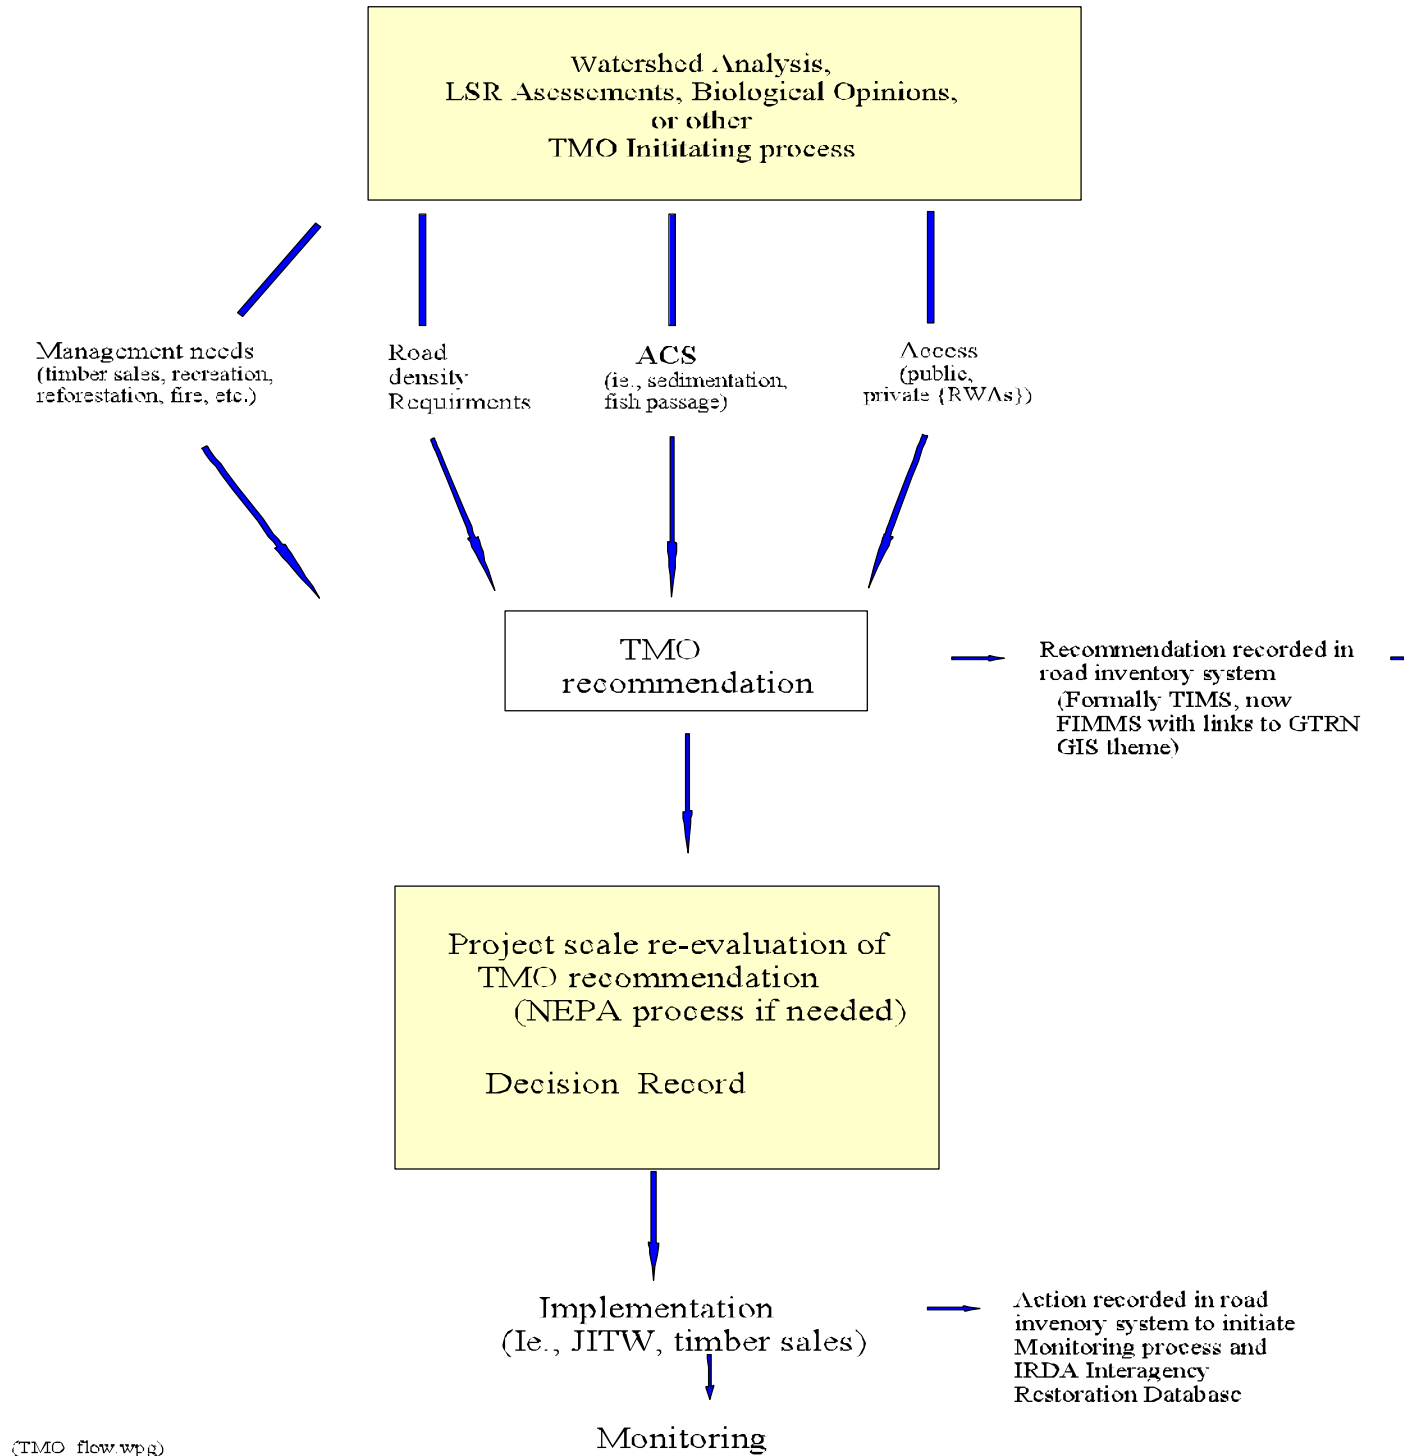 Watershed Analysis,
LSR Asessements, Biological Opinions,
or other
TMO Inititating process
Management needs
(timber sales, recreation,
reforestation, fire, etc.)
Road
density
Requirments
ACS
(ie., sedimentation,
fish passage)
Access
(public,
private {RWAs})
TMO
recommendation
Recommendation recorded in
road inventory system
(Formally TIMS, now
FIMMS with links to GTRN
GIS theme)
Project scale re-evaluation of
TMO recommendation
(NEPA process if needed)
Decision Record
Implementation
(Ie., JITW, timber sales)
Action recorded in road
invenory system to initiate
Monitoring process and
IRDA Interagency
Restoration Database
Monitoring
(TMO_flow.wpg)